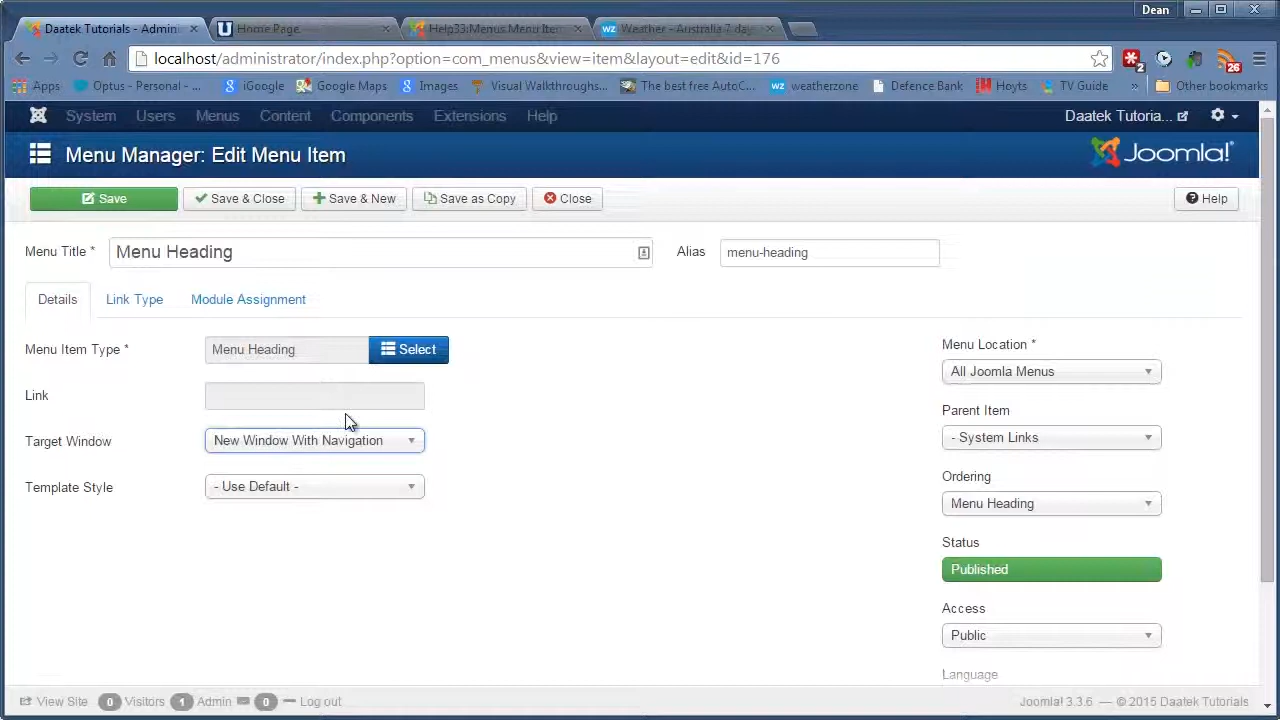 Dean
Daatek Tutorials - Admini
Home Page
Help33:Menus Menu Item
wz Weather - Australia 7 day
localhost/administrator/index.php?option=com_menus&view=item&layout=edit&id=176
2
26
Apps
Optus - Personal - ...
iGoogle
Google Maps
Images
Visual Walkthroughs...
The best free AutoC...
wz weatherzone
Defence Bank
Hoyts
TV Guide
»
Other bookmarks
System
Users
Menus
Content
Components
Extensions
Help
Daatek Tutoria...
Menu Manager: Edit Menu Item
Joomla!
Save
Save & Close
Save & New
Save as Copy
Close
Help
Menu Title *
Menu Heading
Alias
menu-heading
Details
Link Type
Module Assignment
Menu Item Type *
Menu Heading
Select
Link
Target Window
New Window With Navigation
Template Style
- Use Default -
Menu Location *
All Joomla Menus
Parent Item
- System Links
Ordering
Menu Heading
Status
Published
Access
Public
Language
View Site
0 Visitors
1 Admin
0
Log out
Joomla! 3.3.6 — © 2015 Daatek Tutorials